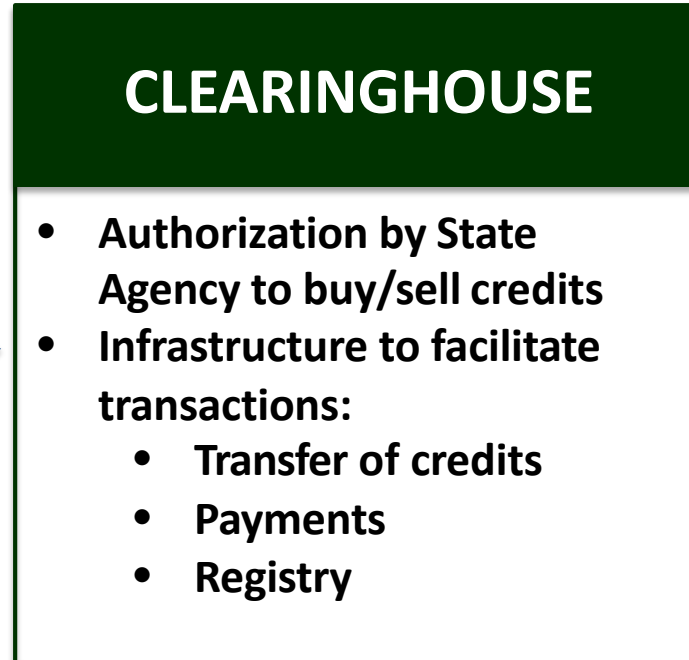 CLEARINGHOUSE
• Authorization by State
Agency to buy/sell credits
• Infrastructure to facilitate
transactions:
• Transfer of credits
• Payments
• Registry